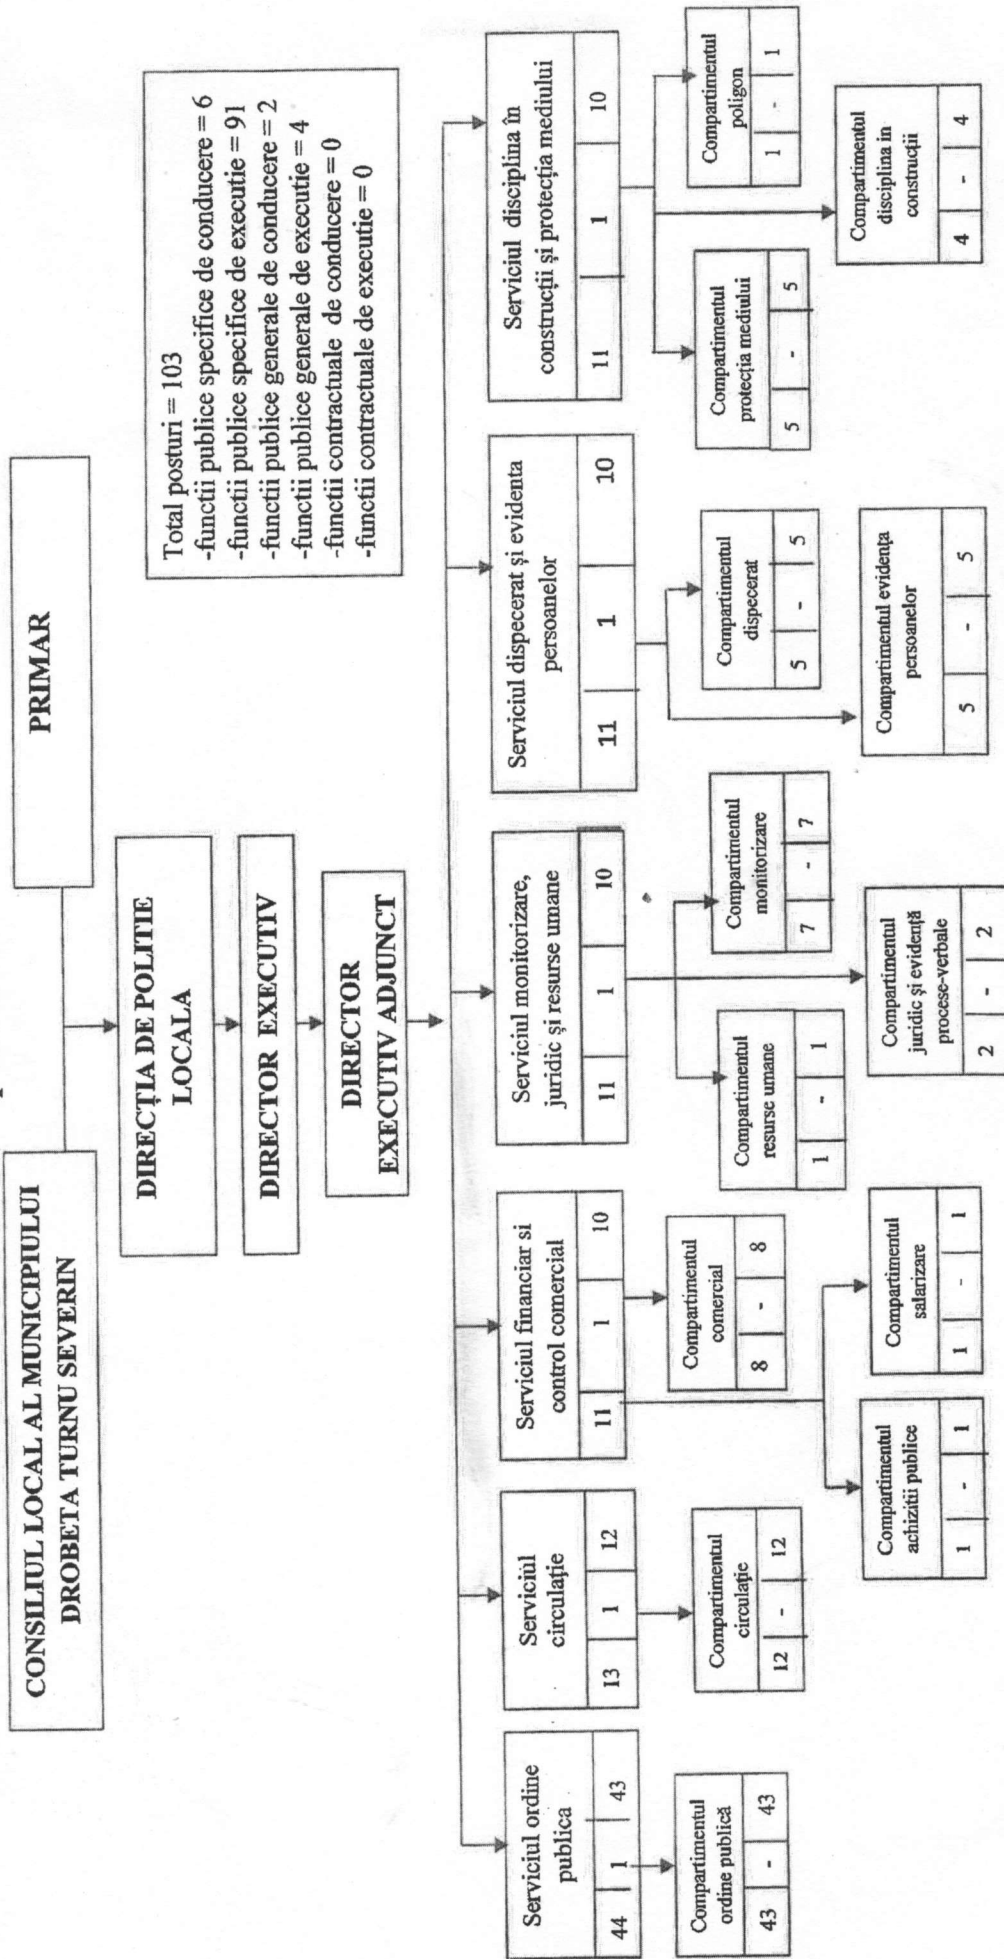 CONSILIUL LOCAL AL MUNICIPIULUI
DROBETA TURNU SEVERIN
PRIMAR
DIRECȚIA DE POLITIE
LOCALA
DIRECTOR EXECUTIV
DIRECTOR
EXECUTIV ADJUNCT
Total posturi = 103
-functii publice specifice de conducere = 6
-functii publice specifice de executie = 91
-functii publice generale de conducere = 2
-functii publice generale de executie = 4
-functii contractuale de conducere = 0
-functii contractuale de executie = 0
Serviciul ordine
publica
44 1 43
Serviciul
circulație
13 1 12
Serviciul financiar si
control comercial
11 1 10
Serviciul monitorizare,
juridic și resurse umane
11 1 10
Serviciul dispecerat și evidenta
persoanelor
11 1 10
Serviciul disciplina în
construcții și protecția mediului
11 1 10
Compartimentul
ordine publică
43 - 43
Compartimentul
circulație
12 - 12
Compartimentul
comercial
8 - 8
Compartimentul
achizitii publice
1 - 1
Compartimentul
salarizare
1 - 1
Compartimentul
resurse umane
1 - 1
Compartimentul
monitorizare
7 - 7
Compartimentul
juridic și evidență
procese-verbale
2 - 2
Compartimentul
dispecerat
5 - 5
Compartimentul evidența
persoanelor
5 - 5
Compartimentul
protecția mediului
5 - 5
Compartimentul
poligon
1 - 1
Compartimentul
disciplina in
construcții
4 - 4